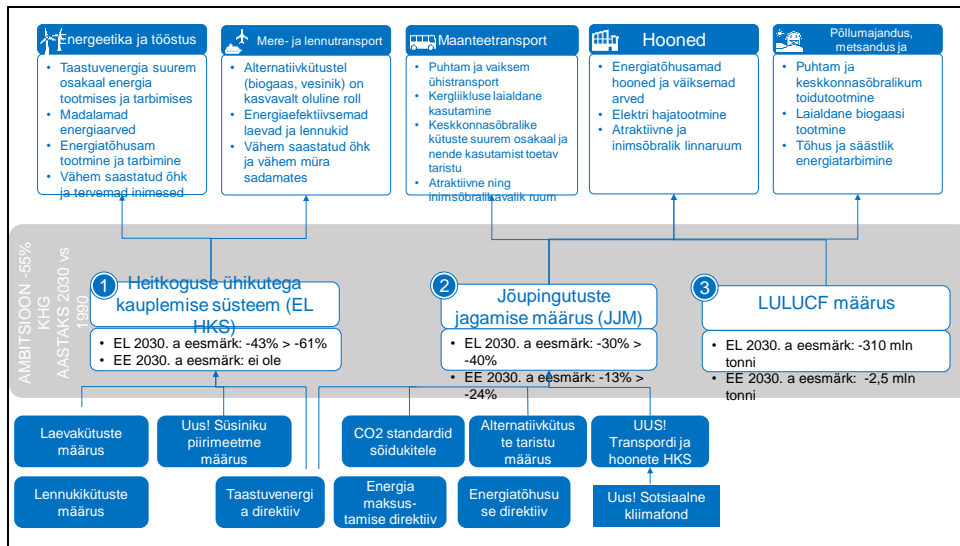 Energeetika ja tööstus
Taastuvenergia suurem
osakaal energia
tootmises ja tarbimises
Madalamad
energiaarved
Energiatõhusam
tootmine ja tarbimine
Vähem saastatud õhk
ja tervemad inimesed
Mere- ja lennutransport
Alternatiivkütustel
(biogaas, vesinik) on
kasvavalt oluline roll
Energiaefektiivsemad
laevad ja lennukid
Vähem saastatud õhk
ja vähem müra
sadamates
Maanteetransport
Puhtam ja vaiksem
ühistransport
Kergliikluse laialdane
kasutamine
Keskkonnasõbralike
kütuste suurem osakaal ja
nende kasutamist toetav
taristu
Atraktiivne ning
inimsõbralik avalik ruum
Hooned
Energiatõhusamad
hooned ja väiksemad
arved
Elektri hajatootmine
Atraktiivne ja
inimsõbralik linnaruum
Põllumajandus,
metsandus ja
Puhtam ja
keskkonnasõbralikum
toidutootmine
Laialdane biogaasi
tootmine
Tõhus ja säästlik
energiatarbimine
AMBITSIOON -55%
KHG
AASTAKS 2030 vs
1990
1
Heitkoguse ühikutega
kauplemise süsteem (EL
HKS)
EL 2030. a eesmärk: -43% > -61%
EE 2030. a eesmärk: ei ole
2
Jõupingutuste
jagamise määrus (JJM)
EL 2030. a eesmärk: -30% >
-40%
EE 2030. a eesmärk: -13% >
-24%
3
LULUCF määrus
EL 2030. a eesmärk: -310 mln
tonni
EE 2030. a eesmärk: -2,5 mln
tonni
Laevakütuste
määrus
Uus! Süsiniku
piirimeetme
määrus
CO2 standardid
sõidukitele
Alternatiivkütus
te taristu
määrus
UUS!
Transpordi ja
hoonete HKS
Lennukikütuste
määrus
Taastuvenergi
a direktiiv
Energia
maksus-
tamise direktiiv
Energiatõhusu
se direktiiv
Uus! Sotsiaalne
kliimafond